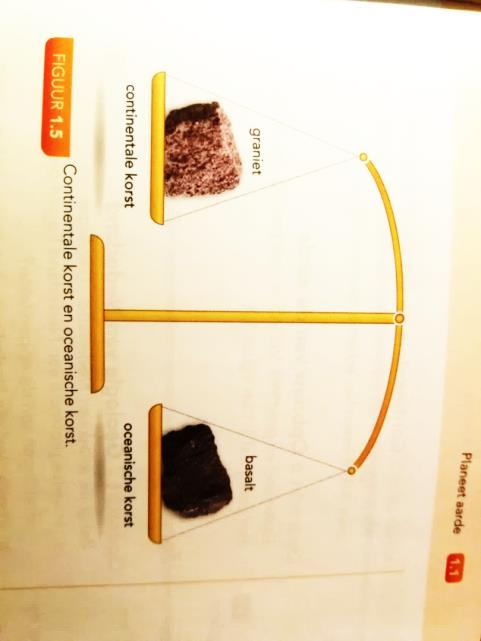 Planeet aarde 1.1
graniet
basalt
continentale korst
oceanische korst
FIGUUR 1.5 Continentale korst en oceanische korst.